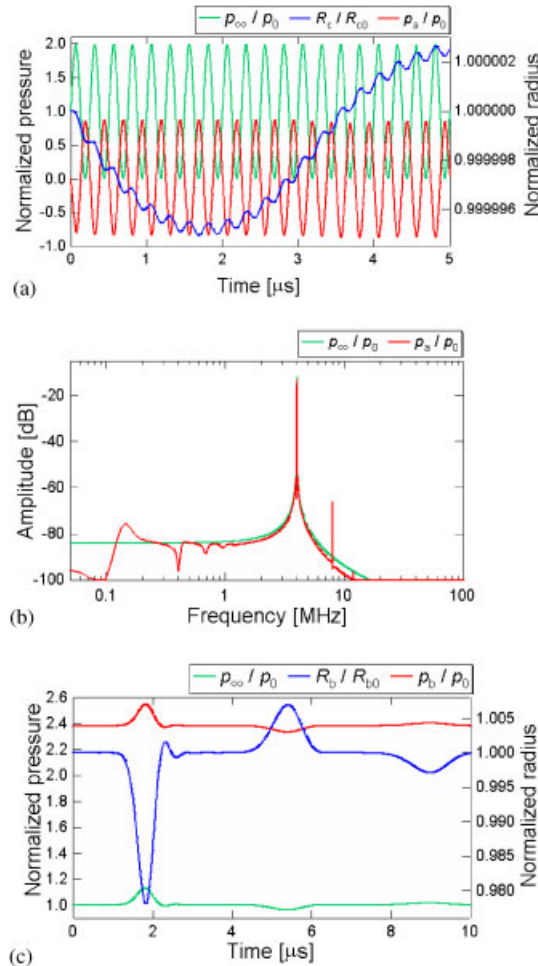 p∞ / p0 Rc / Rc0 pa / p0
Normalized pressure
2.0
1.5
1.0
0.5
0.0
-0.5
-1.0
1.000002
1.000000
0.999998
0.999996
Normalized radius
0 1 2 3 4 5
Time [μs]
(a)
p∞ / p0 pa / p0
Amplitude [dB]
-20
-40
-60
-80
-100
0.1 1 10 100
Frequency [MHz]
(b)
p∞ / p0 Rb / Rb0 pb / p0
Normalized pressure
2.6
2.4
2.2
2.0
1.8
1.6
1.4
1.2
1.0
1.005
1.000
0.995
0.990
0.985
0.980
Normalized radius
0 2 4 6 8 10
Time [μs]
(c)